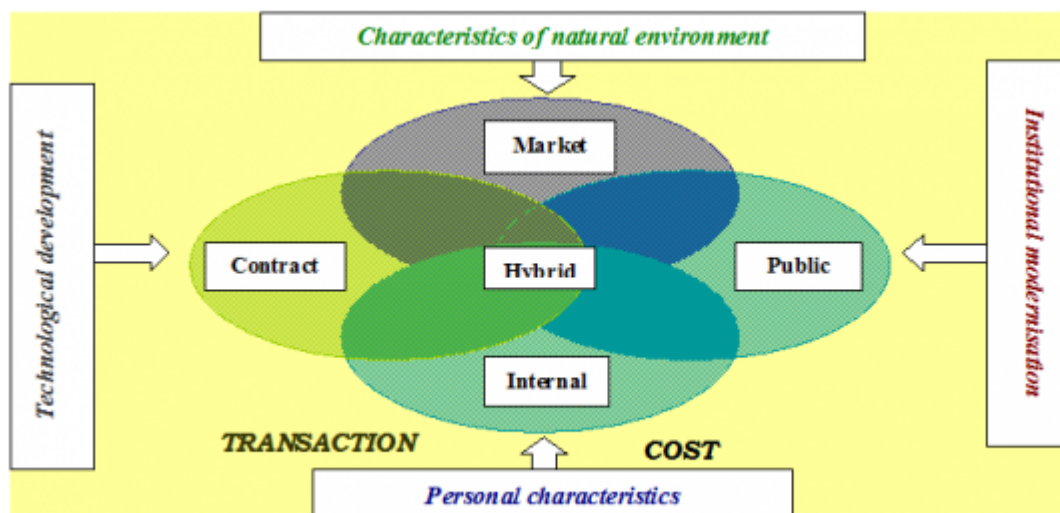 Characteristics of natural environment
Technological development
Institutional modernisation
Market
Contract
Hybrid
Public
Internal
TRANSACTION COST
Personal characteristics